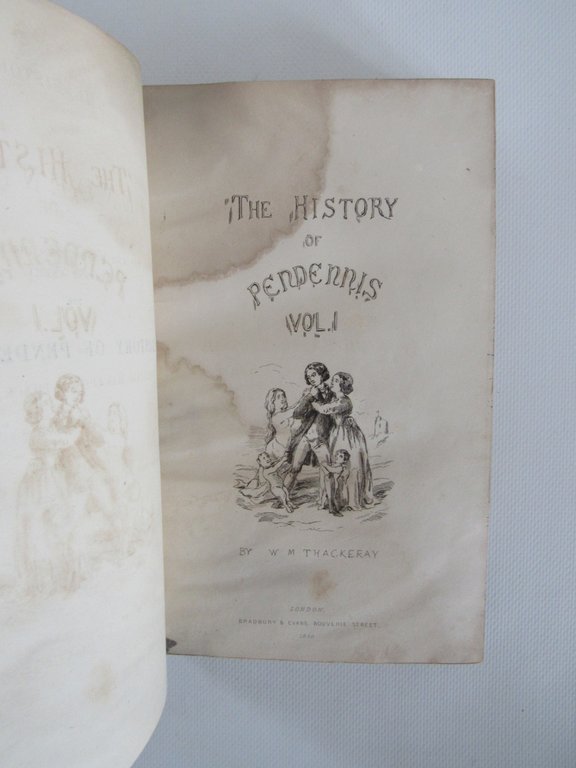 THE HISTORY
OF
PENDENNIS
VOL. I
BY W M THACKERAY
LONDON,
BRADBURY & EVANS, BOUVERIE STREET,